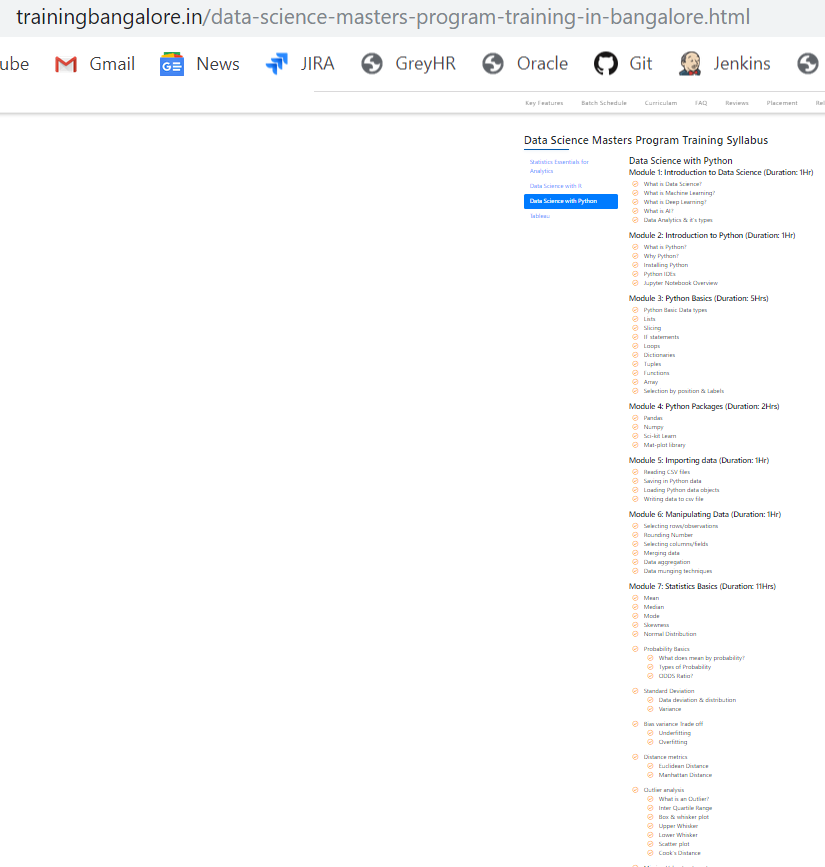 trainingbangalore.in/data-science-masters-program-training-in-bangalore.html
ube Gmail News JIRA GreyHR Oracle Git Jenkins
Key Features Batch Schedule Curriculum FAQ Reviews Placement Rel
Data Science Masters Program Training Syllabus
Statistics Essentials for
Analytics
Data Science with R
Data Science with Python
Tableau
Data Science with Python
Module 1: Introduction to Data Science (Duration: 1Hr)
What is Data Science?
What is Machine Learning?
What is Deep Learning?
What is AI?
Data Analytics & it's types
Module 2: Introduction to Python (Duration: 1Hr)
What is Python?
Why Python?
Installing Python
Python IDEs
Jupyter Notebook Overview
Module 3: Python Basics (Duration: 5Hrs)
Python Basic Data types
Lists
Slicing
IF statements
Loops
Dictionaries
Tuples
Functions
Array
Selection by position & Labels
Module 4: Python Packages (Duration: 2Hrs)
Pandas
Numpy
Sci-kit Learn
Mat-plot library
Module 5: Importing data (Duration: 1Hr)
Reading CSV files
Saving in Python data
Loading Python data objects
Writing data to csv file
Module 6: Manipulating Data (Duration: 1Hr)
Selecting rows/observations
Rounding Number
Selecting columns/fields
Merging data
Data aggregation
Data munging techniques
Module 7: Statistics Basics (Duration: 11Hrs)
Mean
Median
Mode
Skewness
Normal Distribution
Probability Basics
What does mean by probability?
Types of Probability
ODDS Ratio?
Standard Deviation
Data deviation & distribution
Variance
Bias variance Trade off
Underfitting
Overfitting
Distance metrics
Euclidean Distance
Manhattan Distance
Outlier analysis
What is an Outlier?
Inter Quartile Range
Box & whisker plot
Upper Whisker
Lower Whisker
Scatter plot
Cook's Distance